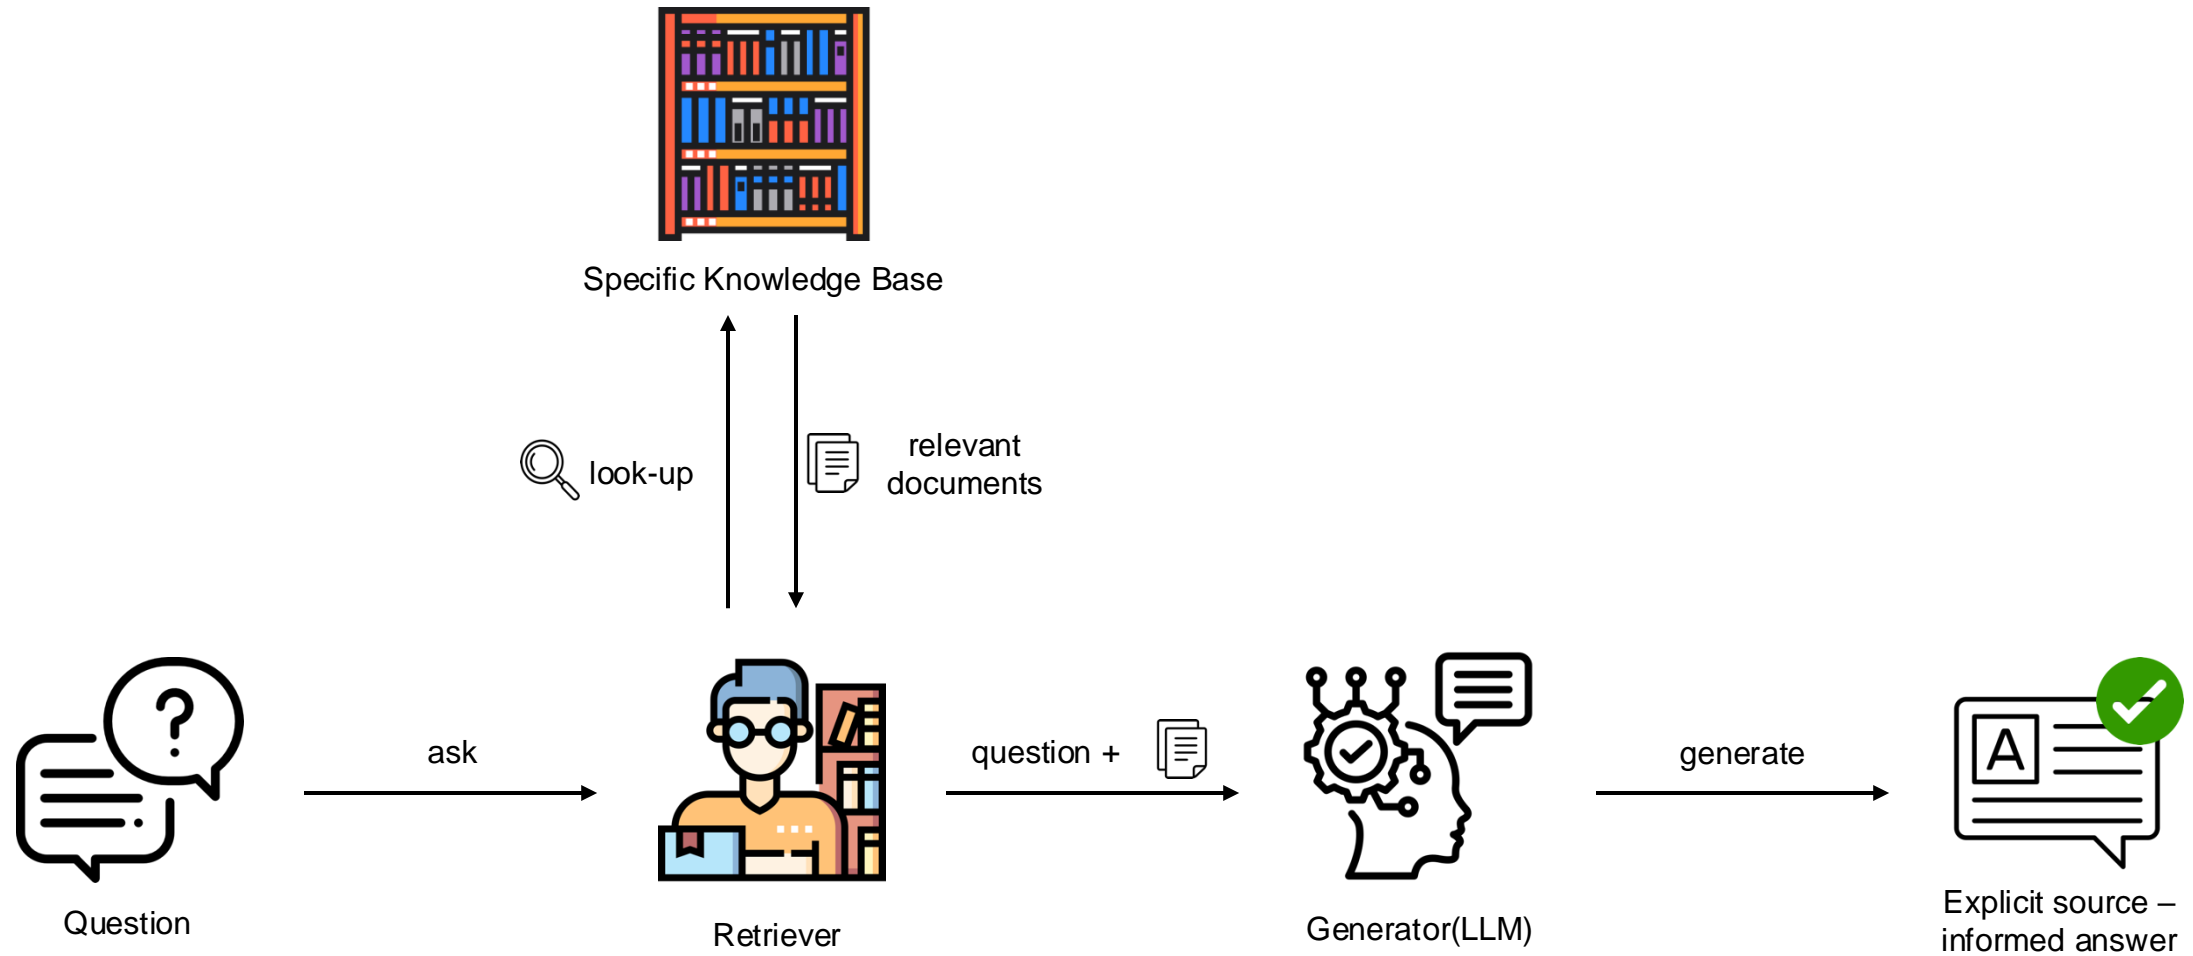 Specific Knowledge Base
look-up
relevant
documents
ask
question +
generate
A
Question
Retriever
Generator(LLM)
Explicit source –
informed answer